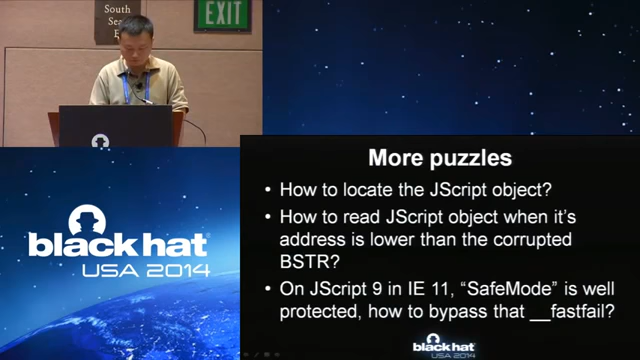 South
Sea
EXIT
More puzzles
• How to locate the JScript object?
• How to read JScript object when it's
address is lower than the corrupted
BSTR?
• On JScript 9 in IE 11, "SafeMode" is well
protected, how to bypass that __fastfail?
black hat
USA 2014
black hat
USA 2014